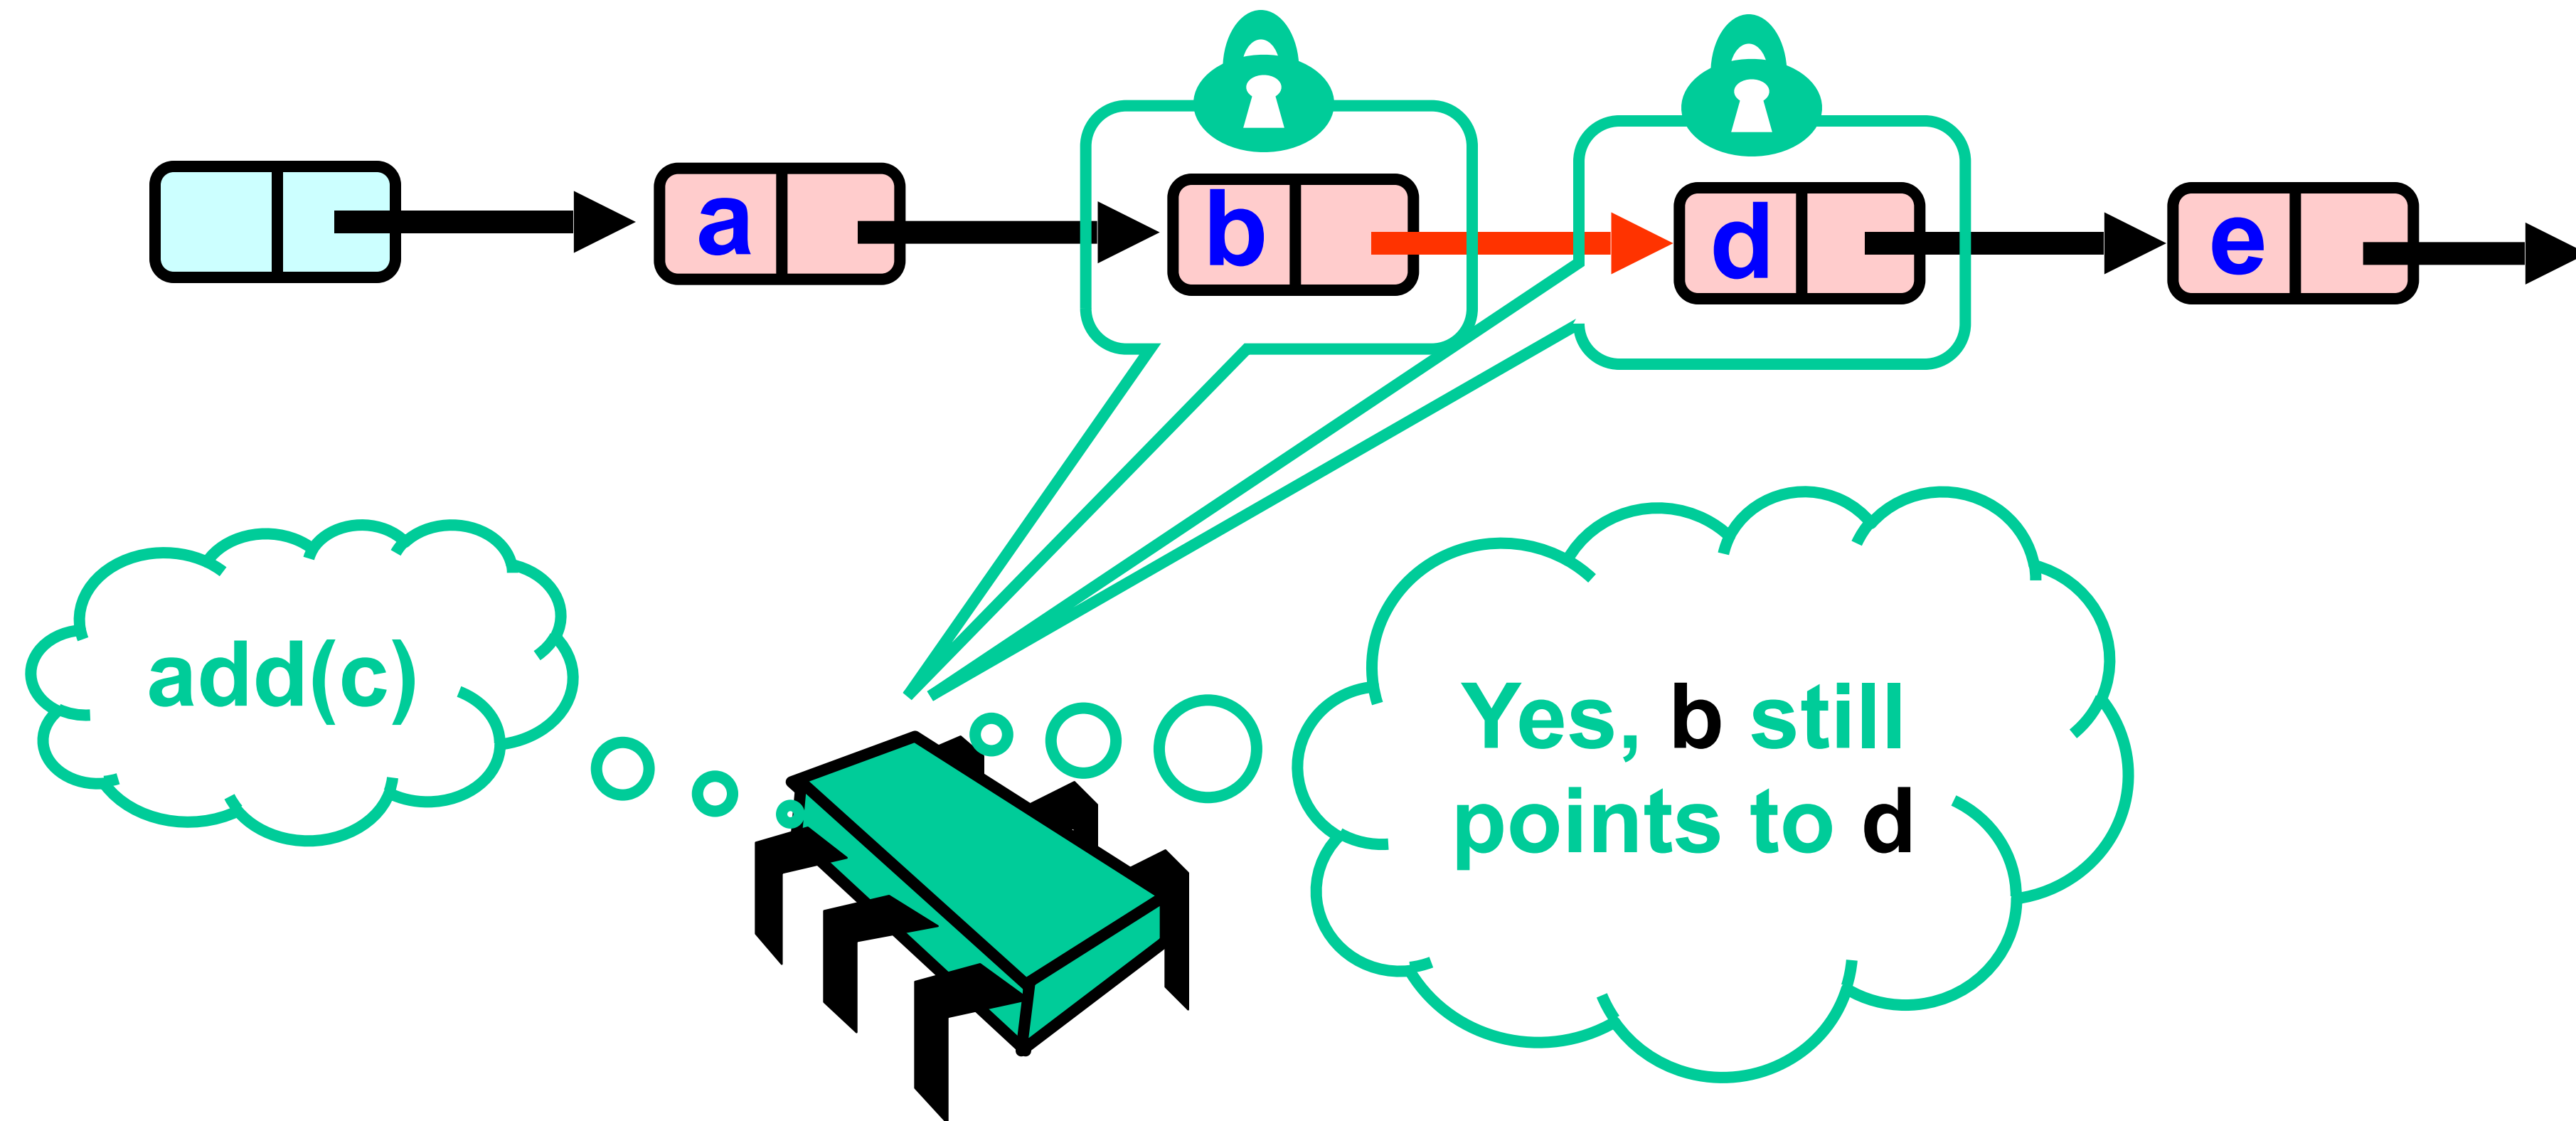 a
b
d
e
add(c)
Yes, b still
points to d